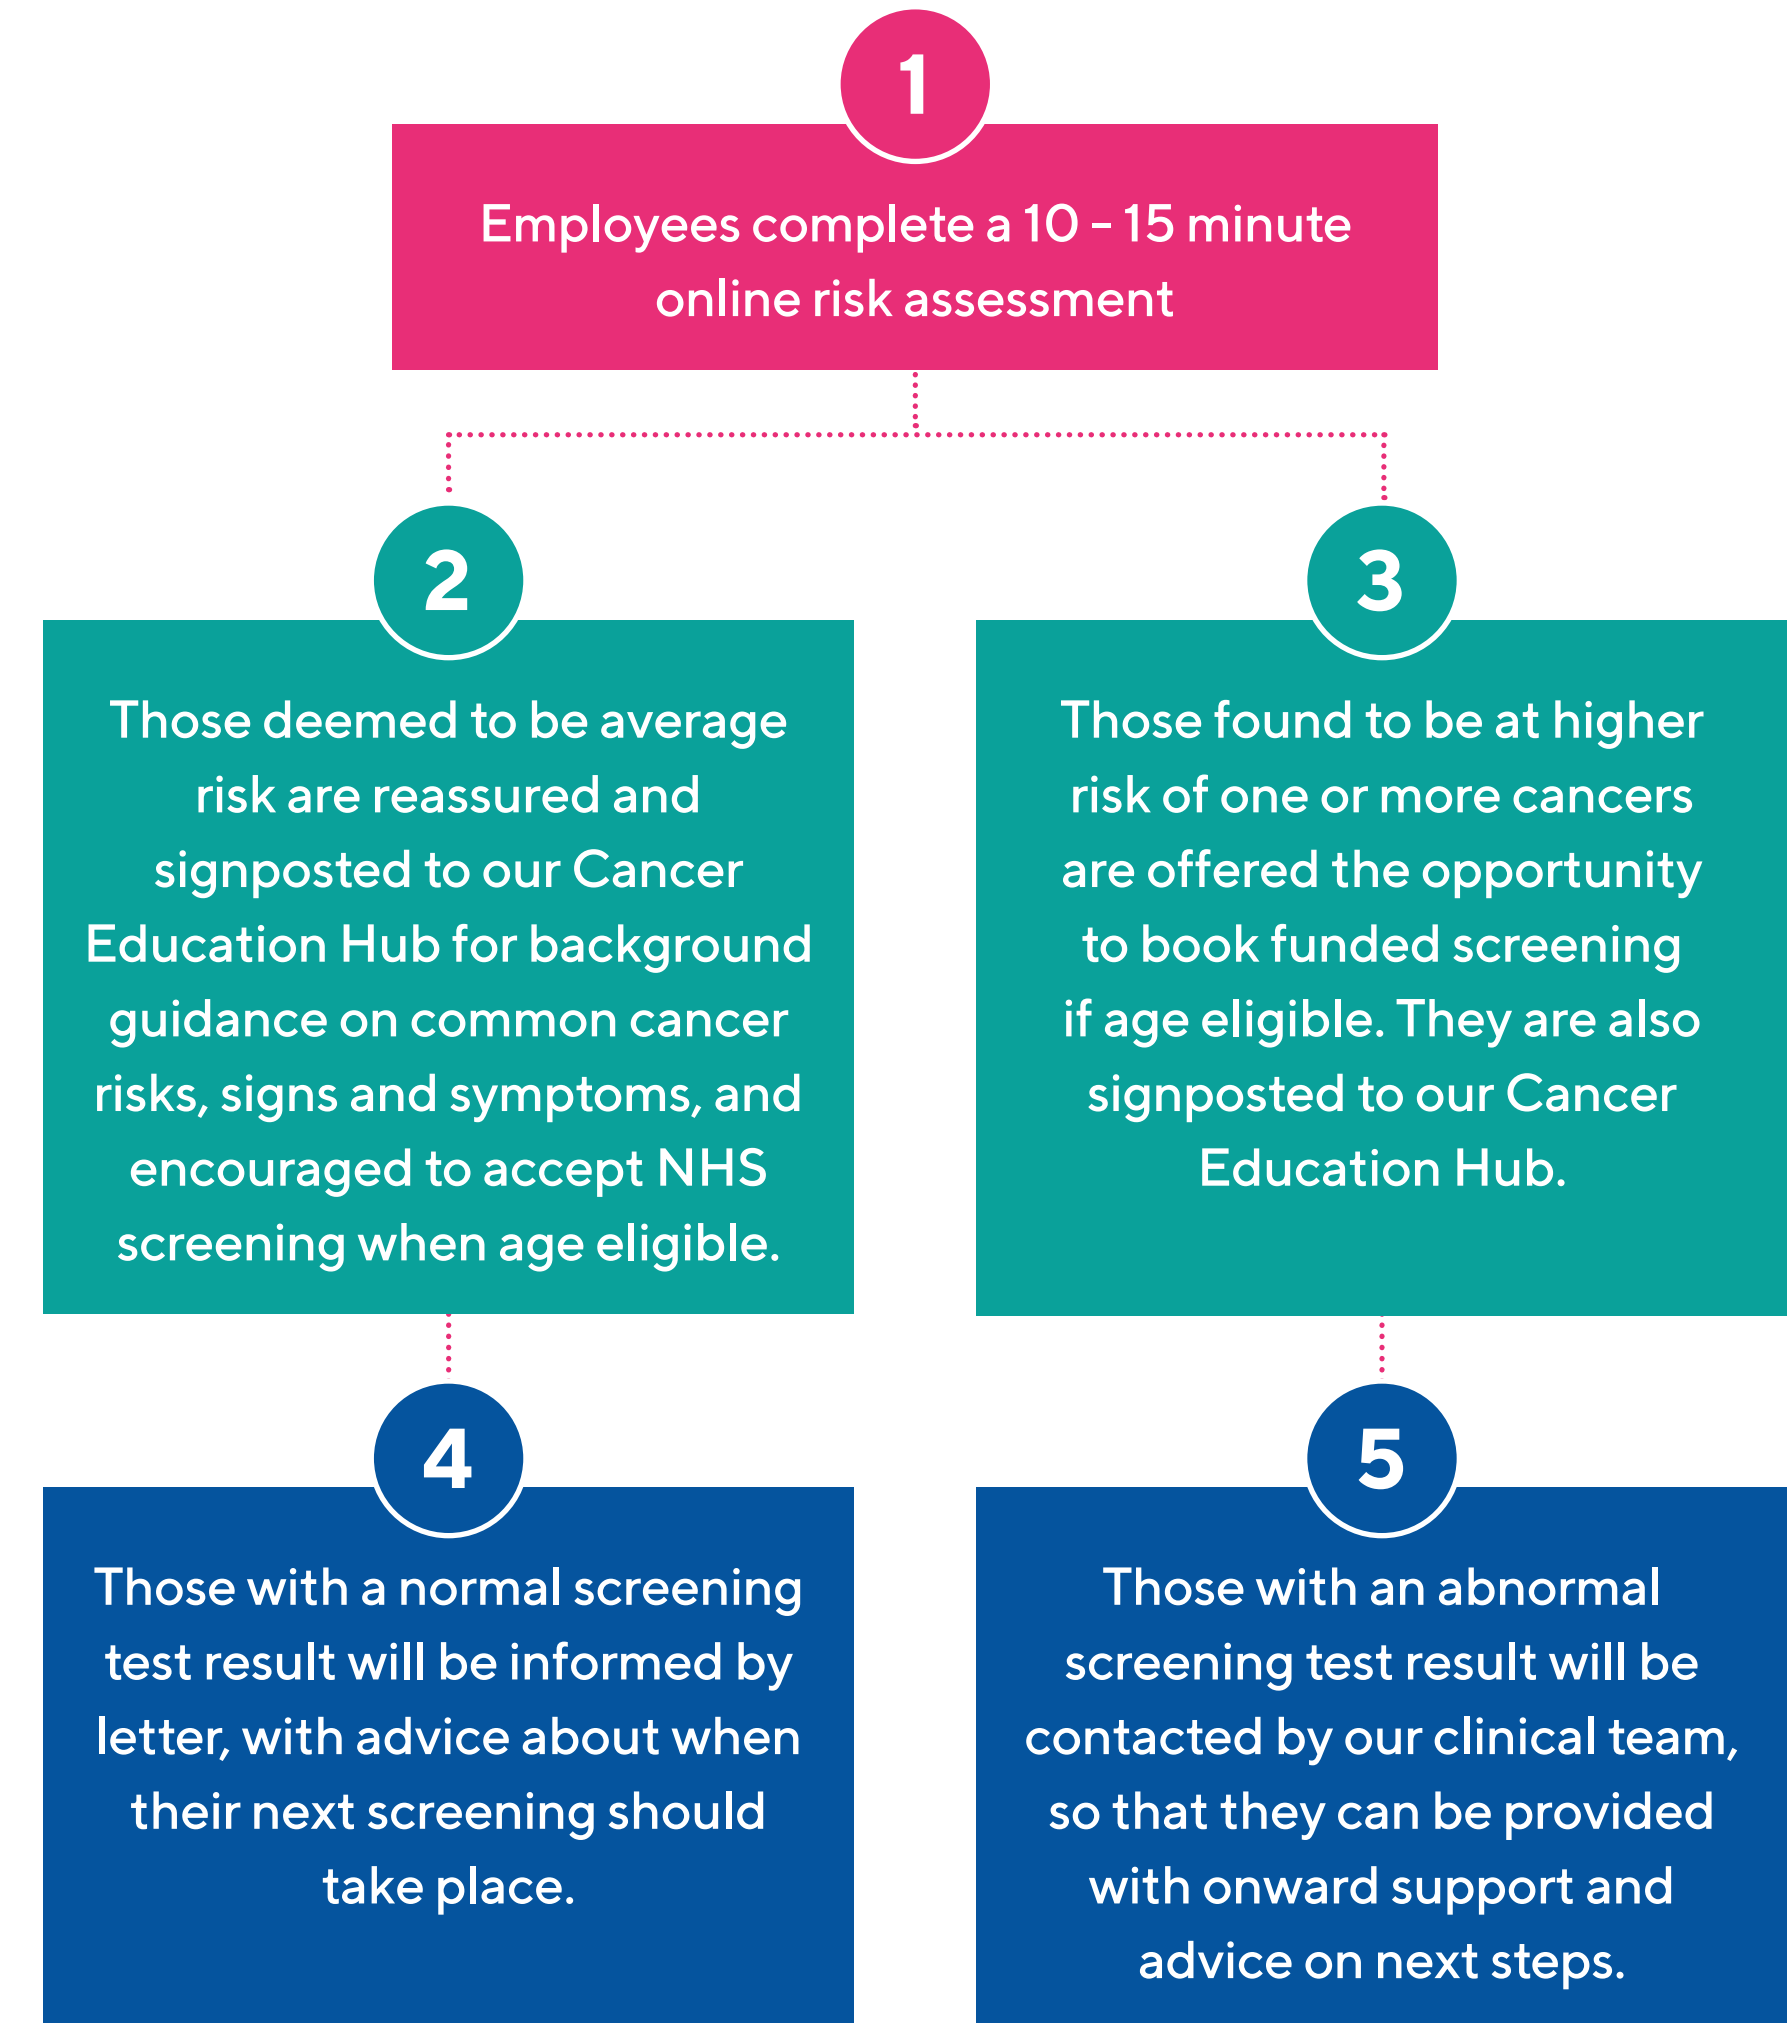 1
Employees complete a 10 - 15 minute
online risk assessment
2
Those deemed to be average
risk are reassured and
signposted to our Cancer
Education Hub for background
guidance on common cancer
risks, signs and symptoms, and
encouraged to accept NHS
screening when age eligible.
3
Those found to be at higher
risk of one or more cancers
are offered the opportunity
to book funded screening
if age eligible. They are also
signposted to our Cancer
Education Hub.
4
Those with a normal screening
test result will be informed by
letter, with advice about when
their next screening should
take place.
5
Those with an abnormal
screening test result will be
contacted by our clinical team,
so that they can be provided
with onward support and
advice on next steps.